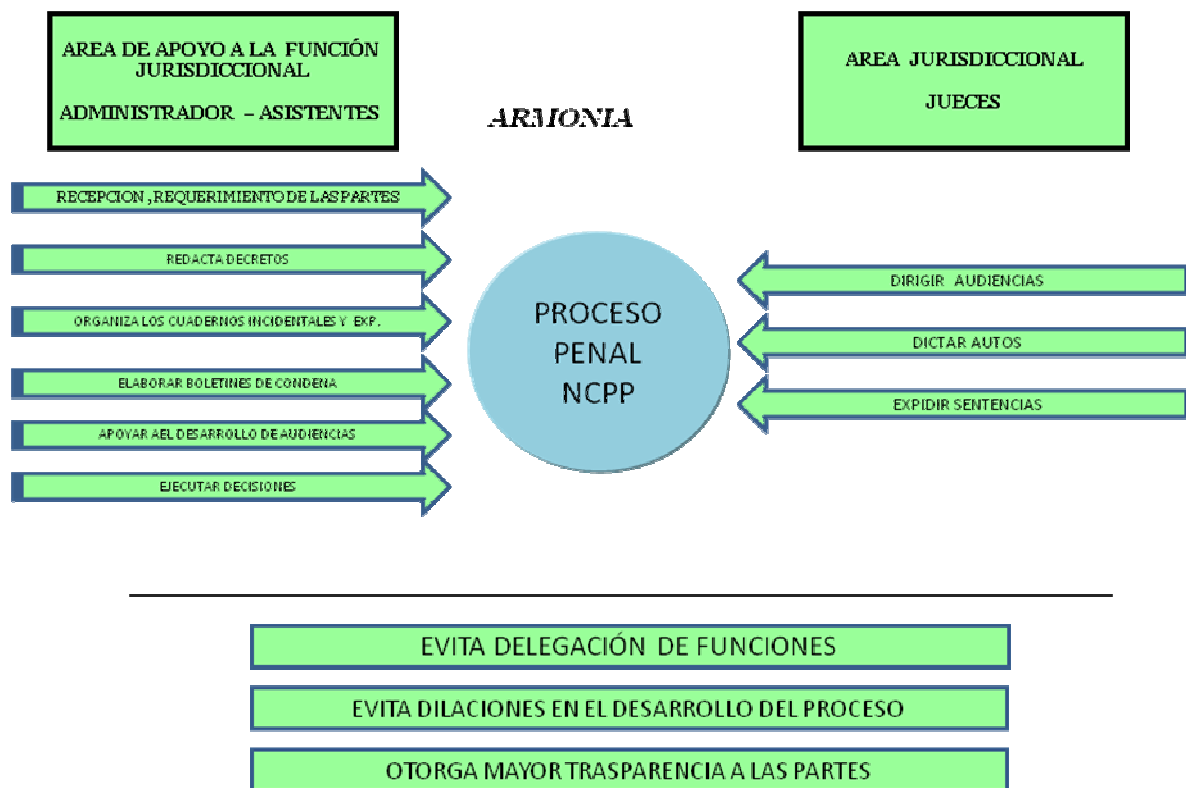 AREA DE APOYO A LA FUNCIÓN
JURISDICCIONAL
ADMINISTRADOR – ASISTENTES
ARMONIA
AREA JURISDICCIONAL
JUECES
RECEPCION , REQUERIMIENTO DE LAS PARTES
REDACTA DECRETOS
ORGANIZA LOS CUADERNOS INCIDENTALES Y EXP.
ELABORAR BOLETINES DE CONDENA
APOYAR AEL DESARROLLO DE AUDIENCIAS
EJECUTAR DECISIONES
PROCESO
PENAL
NCPP
DIRIGIR AUDIENCIAS
DICTAR AUTOS
EXPIDIR SENTENCIAS
EVITA DELEGACIÓN DE FUNCIONES
EVITA DILACIONES EN EL DESARROLLO DEL PROCESO
OTORGA MAYOR TRASPARENCIA A LAS PARTES